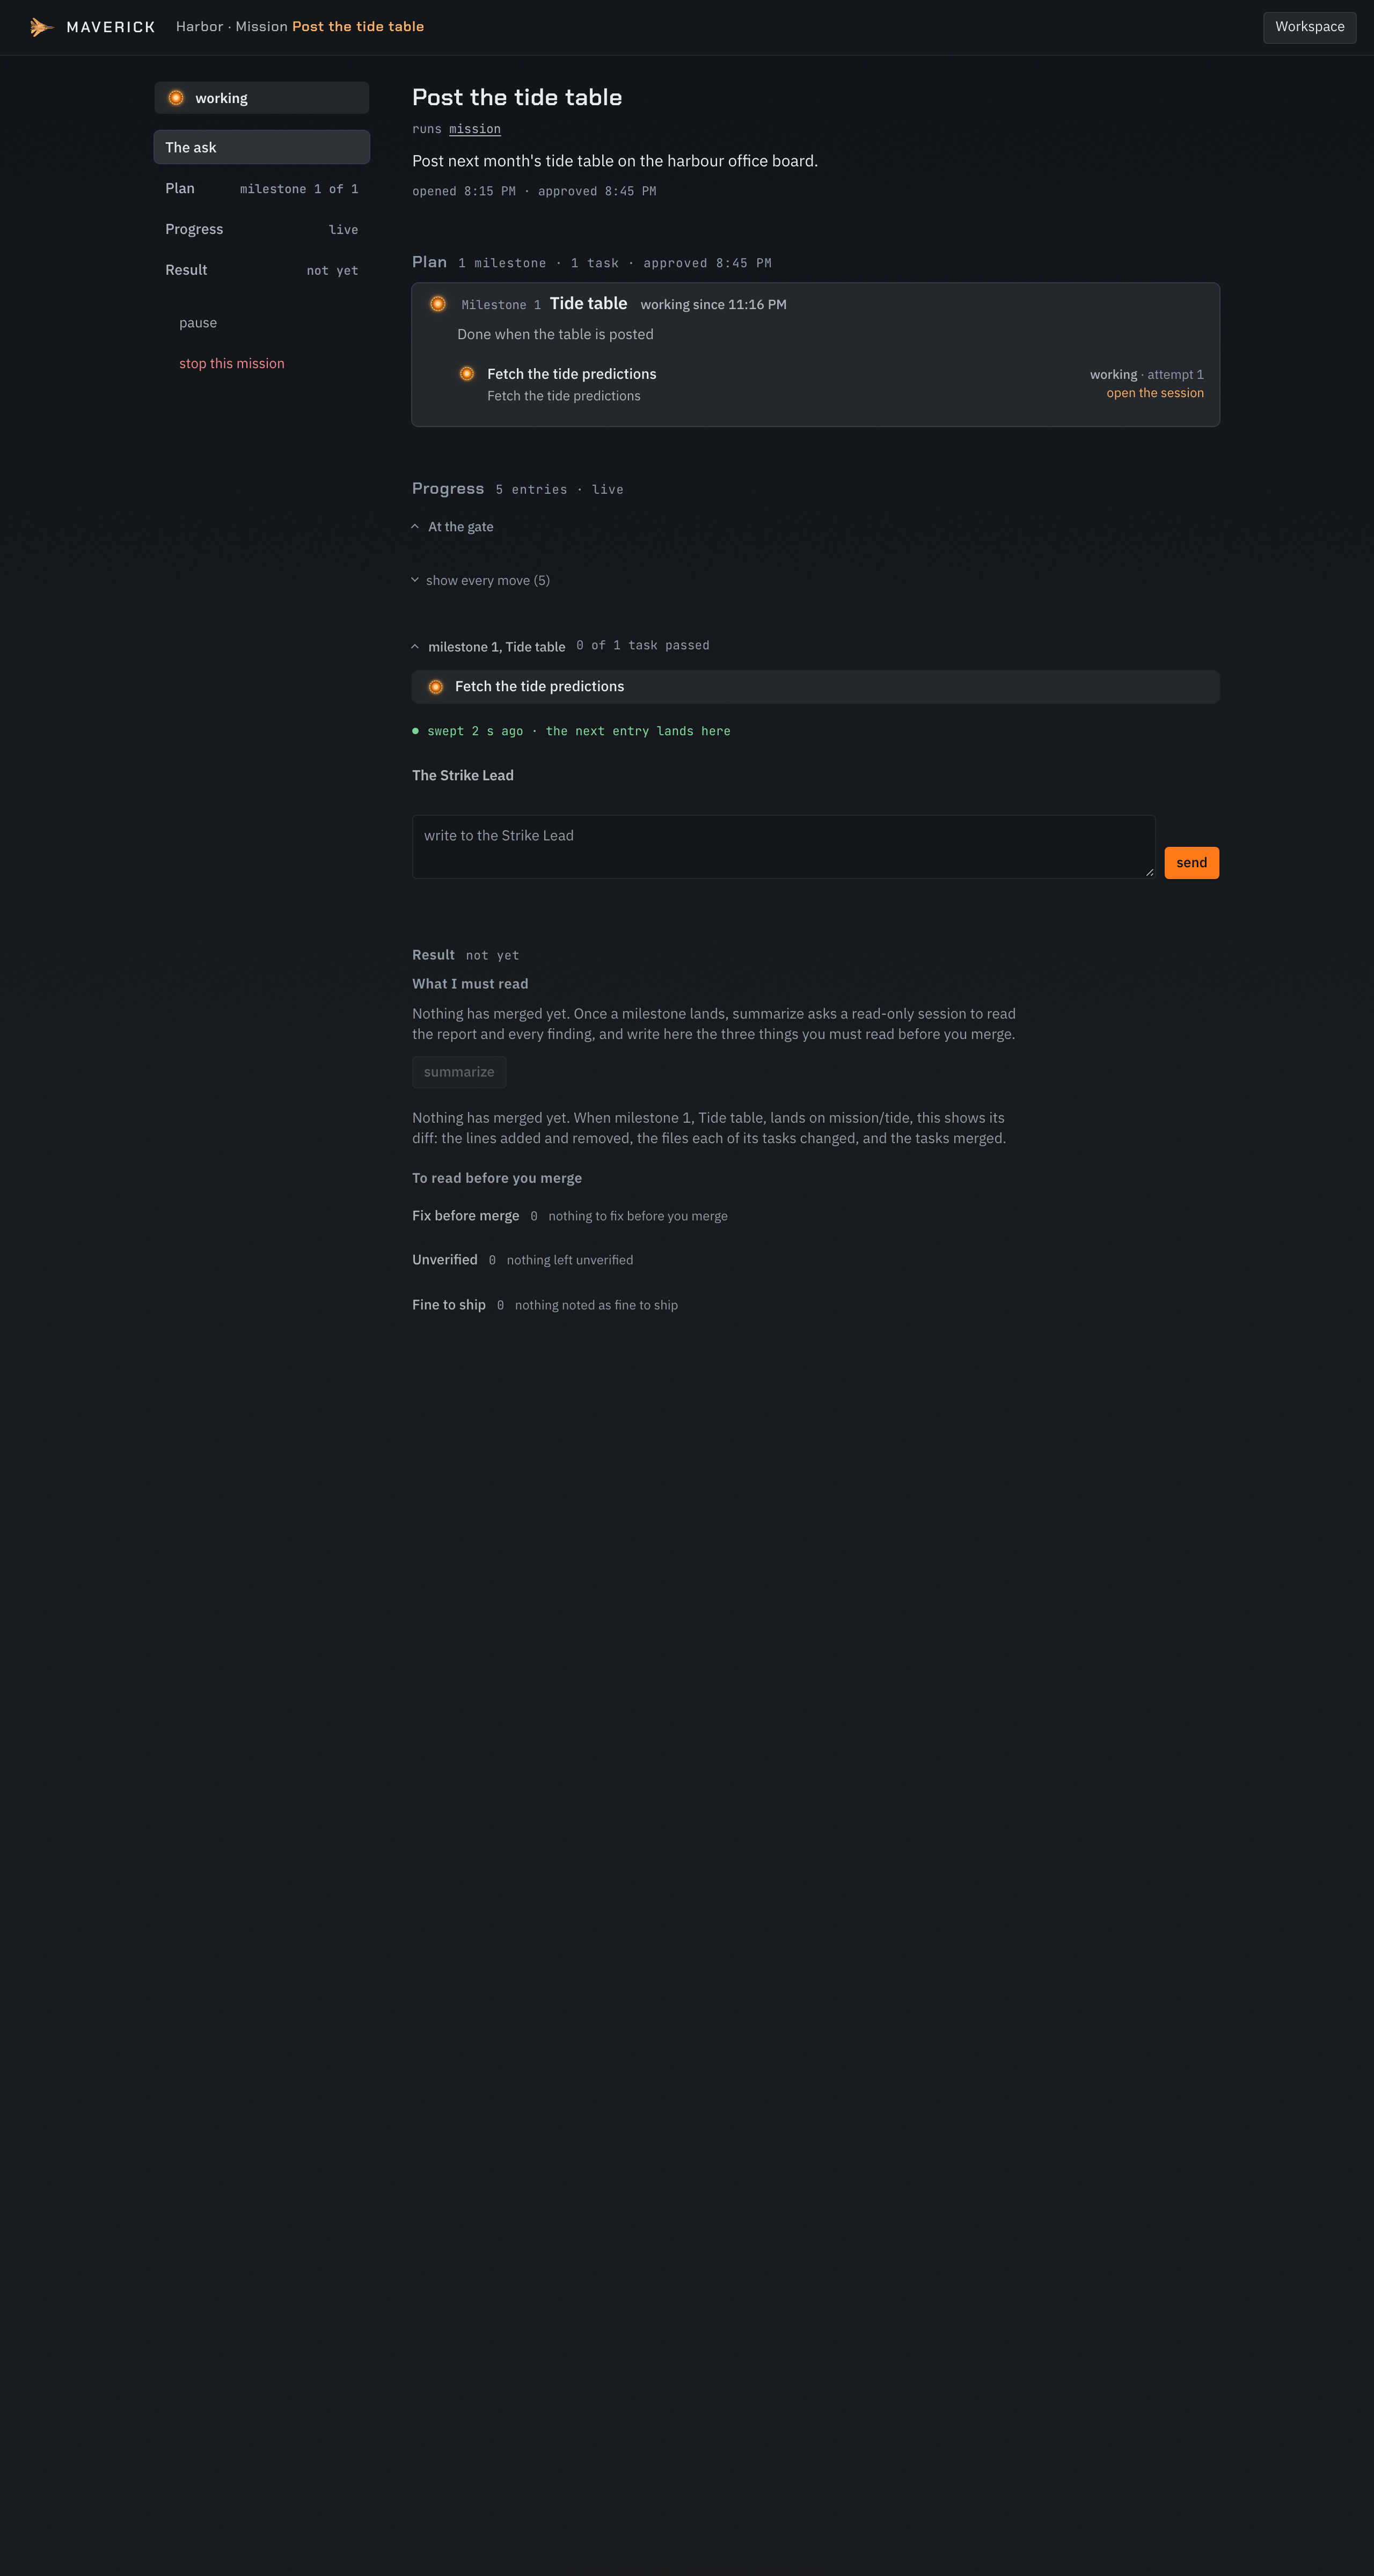 MAVERICK
Harbor · Mission Post the tide table
Workspace
working
The ask
Plan milestone 1 of 1
Progress live
Result not yet
pause
stop this mission
Post the tide table
runs mission
Post next month's tide table on the harbour office board.
opened 8:15 PM · approved 8:45 PM
Plan 1 milestone · 1 task · approved 8:45 PM
Milestone 1 Tide table working since 11:16 PM
Done when the table is posted
Fetch the tide predictions
working · attempt 1
Fetch the tide predictions
open the session
Progress 5 entries · live
At the gate
show every move (5)
milestone 1, Tide table 0 of 1 task passed
Fetch the tide predictions
swept 2 s ago · the next entry lands here
The Strike Lead
write to the Strike Lead
send
Result not yet
What I must read
Nothing has merged yet. Once a milestone lands, summarize asks a read-only session to read
the report and every finding, and write here the three things you must read before you merge.
summarize
Nothing has merged yet. When milestone 1, Tide table, lands on mission/tide, this shows its
diff: the lines added and removed, the files each of its tasks changed, and the tasks merged.
To read before you merge
Fix before merge 0 nothing to fix before you merge
Unverified 0 nothing left unverified
Fine to ship 0 nothing noted as fine to ship